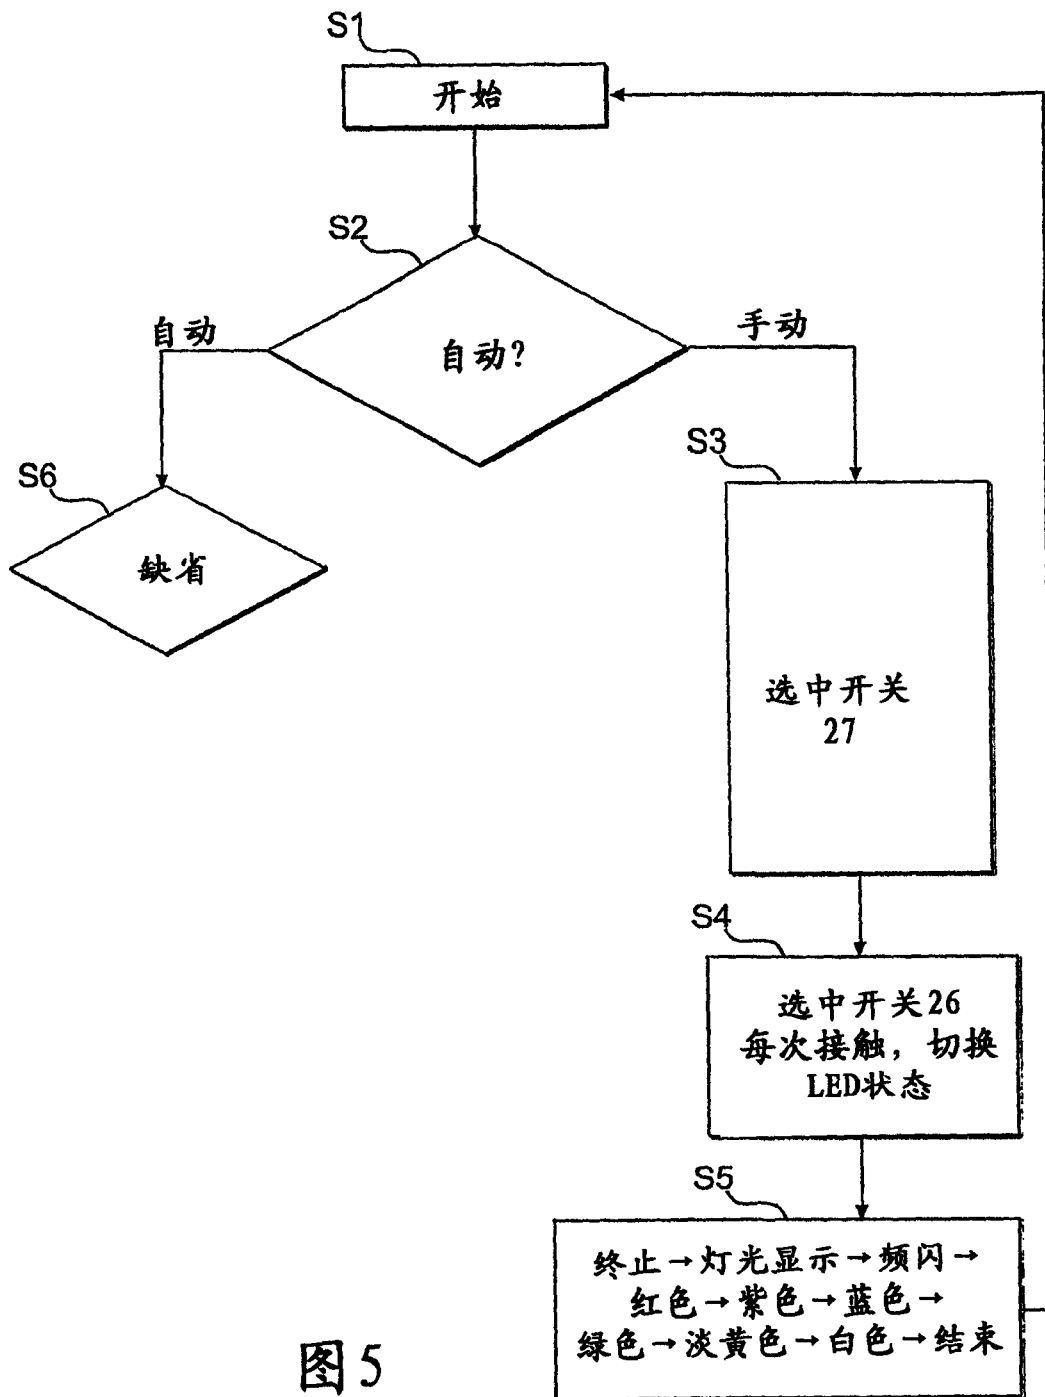 S1
开始
S2
自动?
自动
手动
S3
选中开关
27
S6
缺省
S4
选中开关26
每次接触，切换
LED状态
S5
终止→灯光显示→频闪→
红色→紫色→蓝色→
绿色→淡黄色→白色→结束
图5